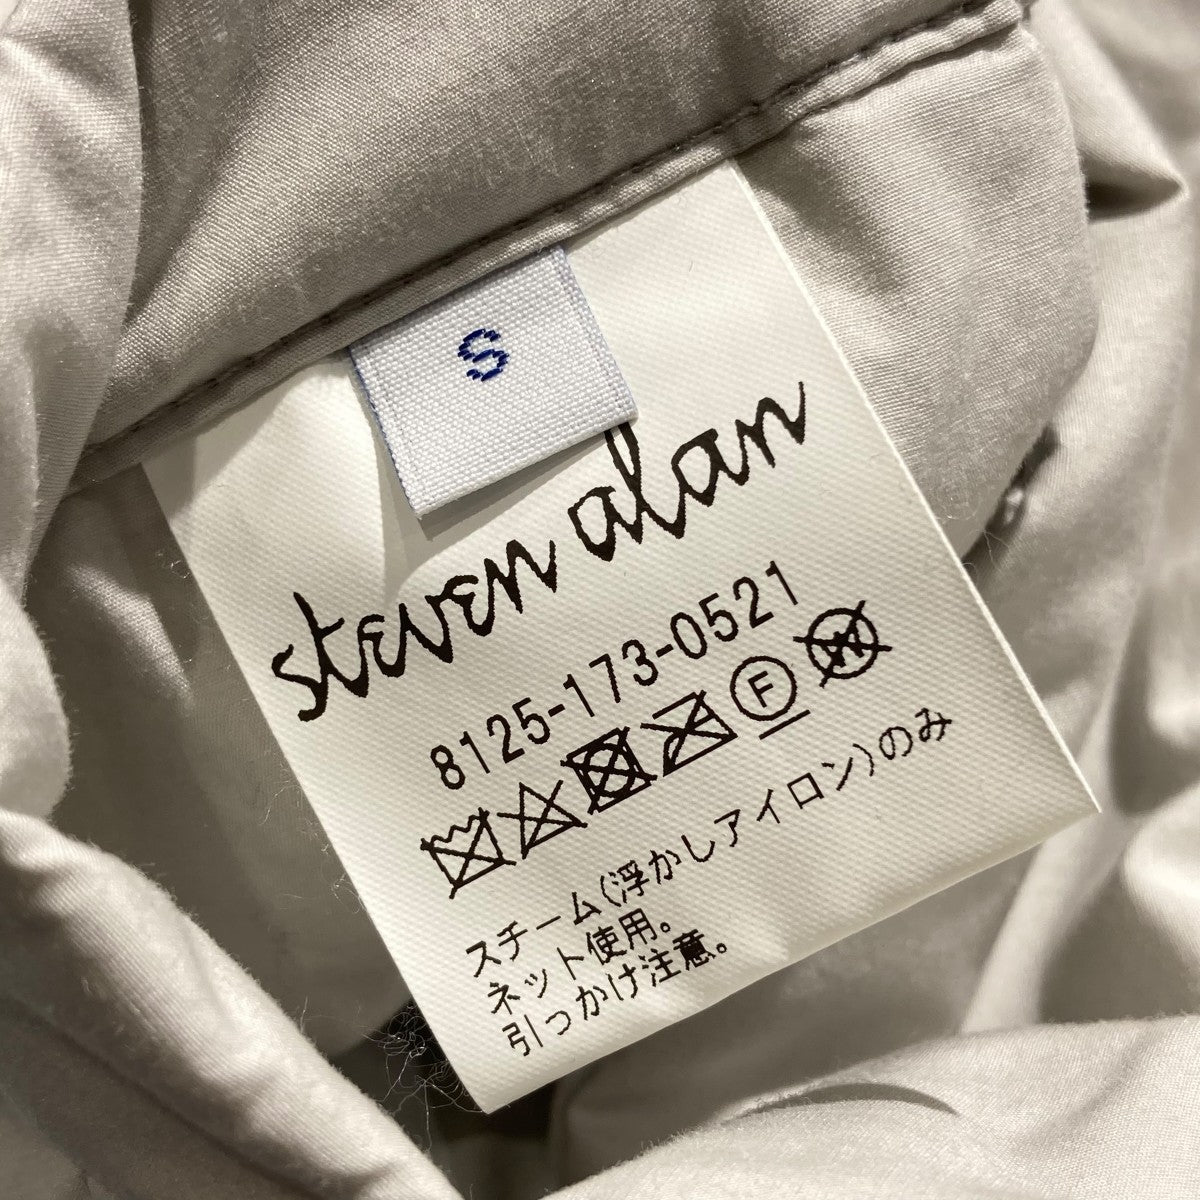 S
steven alan
8125-173-0521
F
W
スチーム(浮かしアイロン)のみ
ネット使用。
引っかけ注意。